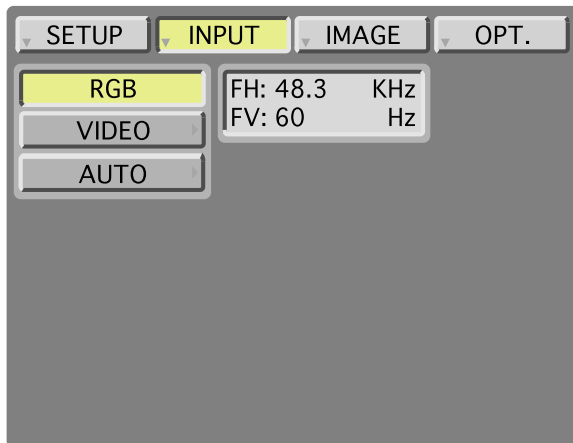 SETUP INPUT IMAGE OPT.
RGB
VIDEO
AUTO
FH: 48.3 KHz
FV: 60 Hz